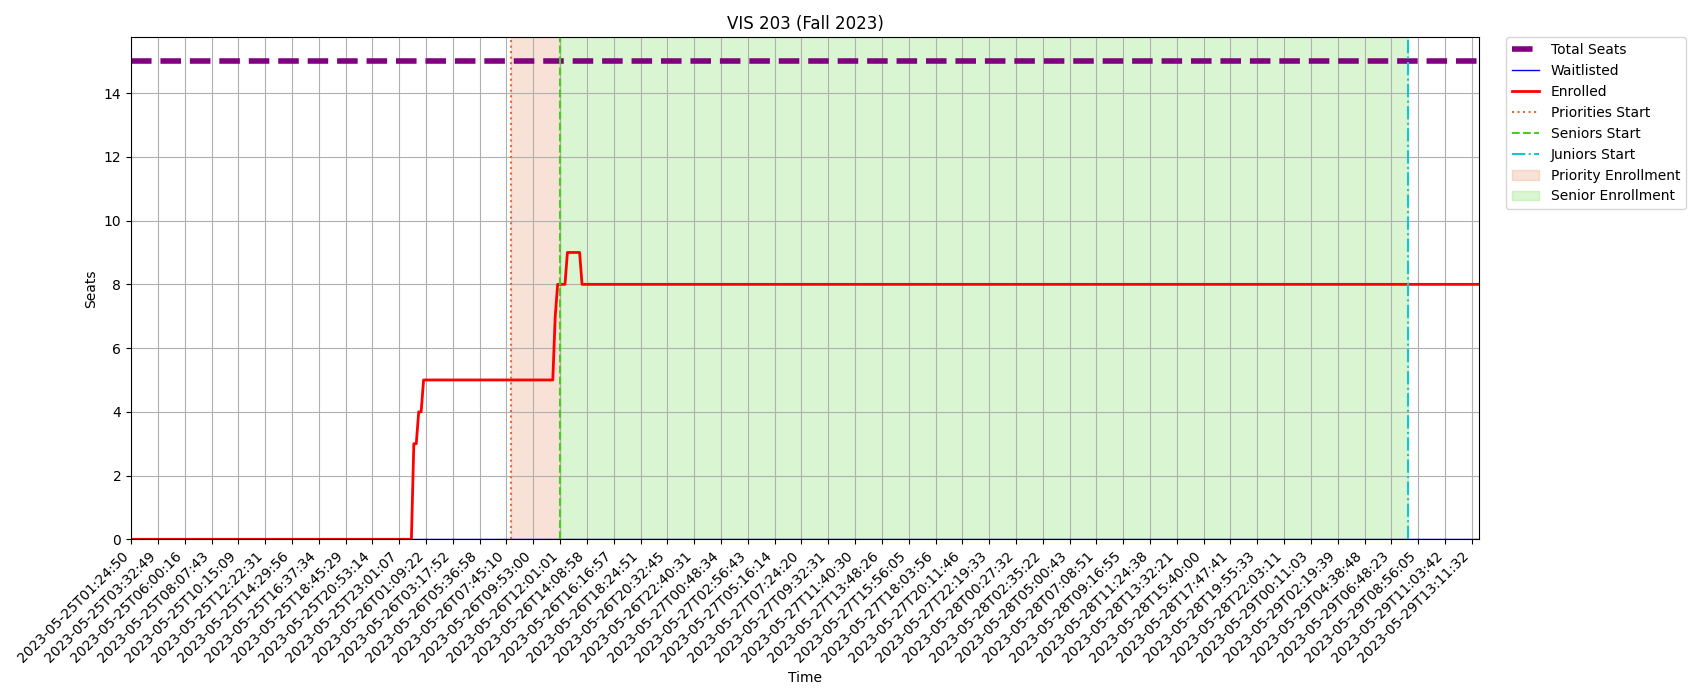 VIS 203 (Fall 2023)
Total Seats
Waitlisted
Enrolled
Priorities Start
Seniors Start
Juniors Start
Priority Enrollment
Senior Enrollment
Seats
14
12
10
8
6
4
2
0
2023-05-25T01:24:50
2023-05-25T03:32:49
2023-05-25T06:00:16
2023-05-25T08:07:43
2023-05-25T10:15:09
2023-05-25T12:22:31
2023-05-25T14:29:56
2023-05-25T16:37:34
2023-05-25T18:45:29
2023-05-25T20:53:14
2023-05-25T23:01:07
2023-05-26T01:09:22
2023-05-26T03:17:52
2023-05-26T05:36:58
2023-05-26T07:45:10
2023-05-26T09:53:00
2023-05-26T12:01:01
2023-05-26T14:08:58
2023-05-26T16:16:57
2023-05-26T18:24:51
2023-05-26T20:32:45
2023-05-26T22:40:31
2023-05-27T00:48:34
2023-05-27T02:56:43
2023-05-27T05:16:14
2023-05-27T07:24:20
2023-05-27T09:32:31
2023-05-27T11:40:30
2023-05-27T13:48:26
2023-05-27T15:56:05
2023-05-27T18:03:56
2023-05-27T20:11:46
2023-05-27T22:19:33
2023-05-28T00:27:32
2023-05-28T02:35:22
2023-05-28T05:00:43
2023-05-28T07:08:51
2023-05-28T09:16:55
2023-05-28T11:24:38
2023-05-28T13:32:21
2023-05-28T15:40:00
2023-05-28T17:47:41
2023-05-28T19:55:33
2023-05-28T22:03:11
2023-05-29T00:11:03
2023-05-29T02:19:39
2023-05-29T04:38:48
2023-05-29T06:48:23
2023-05-29T08:56:05
2023-05-29T11:03:42
2023-05-29T13:11:32
Time